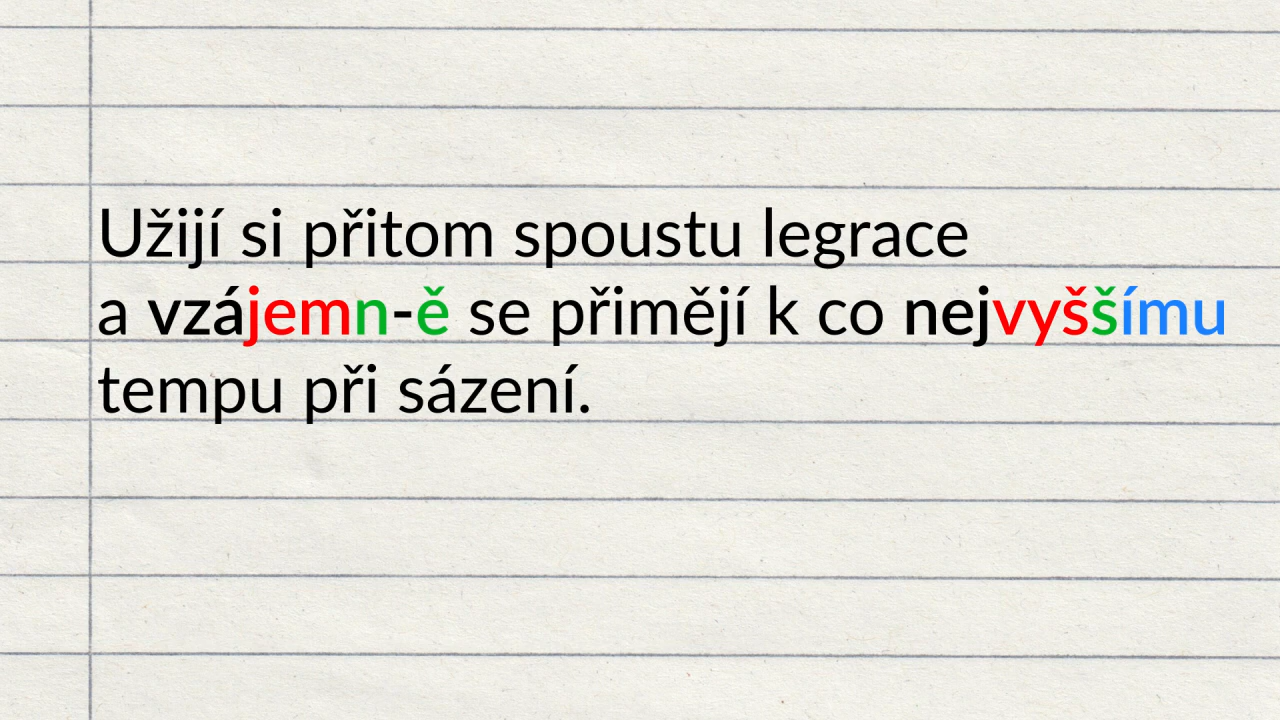 Užijí si přitom spoustu legrace
a vzájemn-ě se přimějí k co nejvyššímu
tempu při sázení.